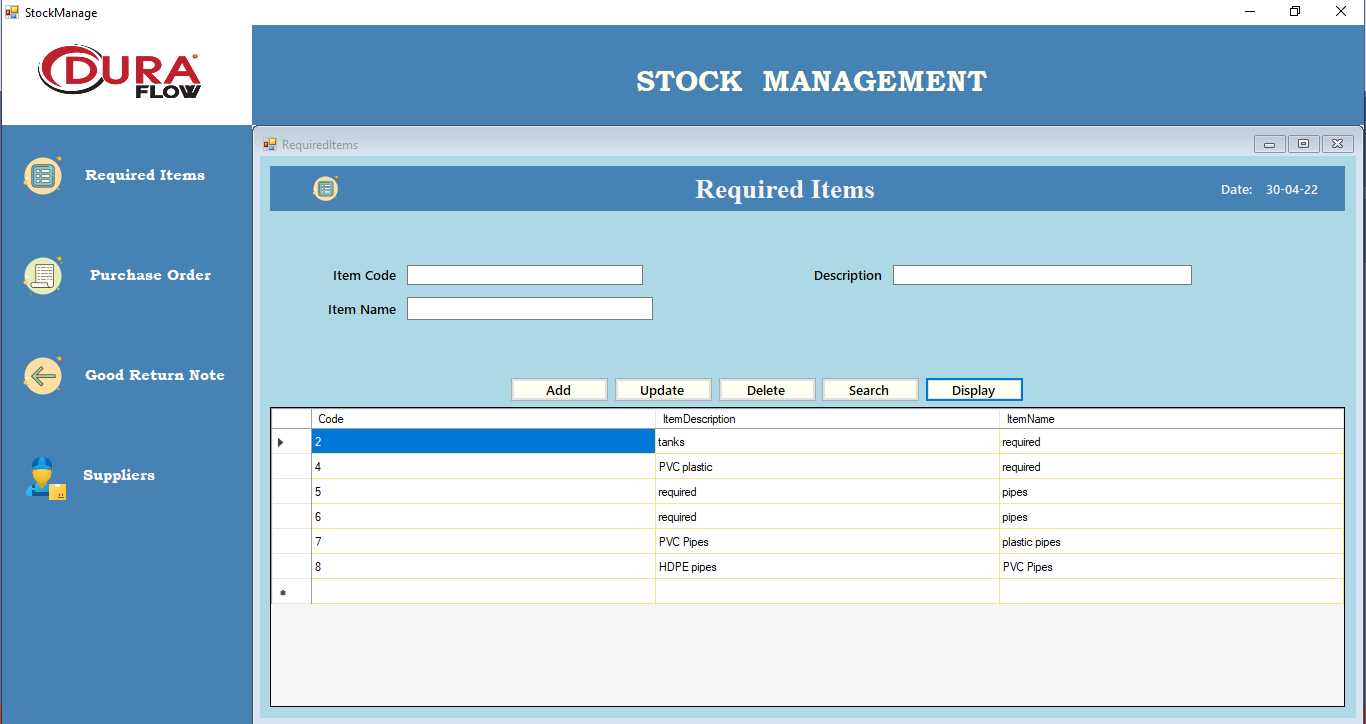 StockManage
DURA®
FLOW
STOCK MANAGEMENT
Required Items
Purchase Order
Good Return Note
Suppliers
RequiredItems
Required Items
Date: 30-04-22
Item Code
Description
Item Name
Add Update Delete Search Display
Code ItemDescription ItemName
2 tanks required
4 PVC plastic required
5 required pipes
6 required pipes
7 PVC Pipes plastic pipes
8 HDPE pipes PVC Pipes